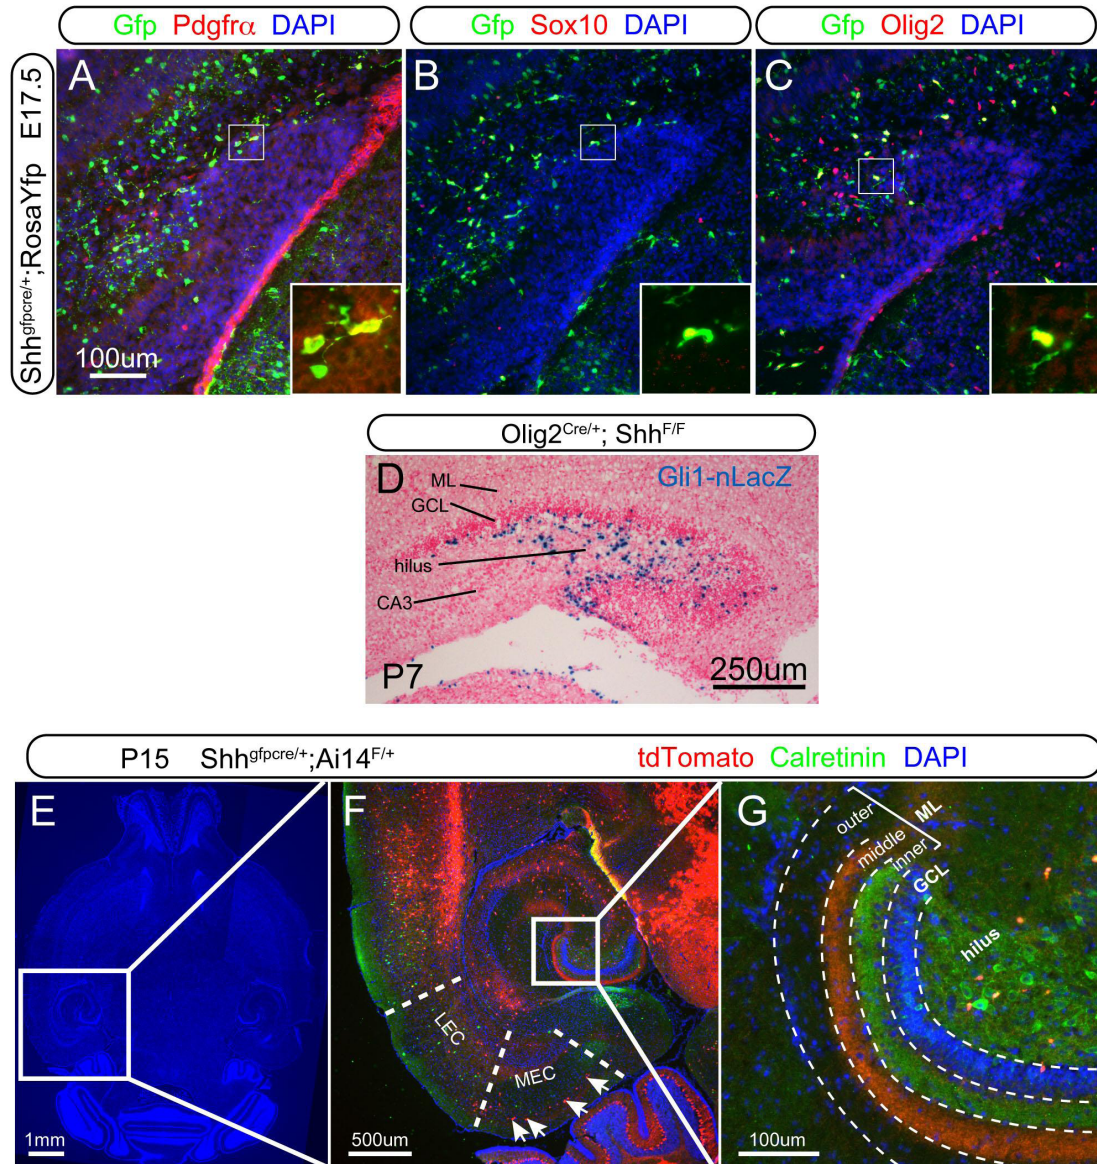 Gfp Pdgfrα DAPI
Gfp Sox10 DAPI
Gfp Olig2 DAPI
Shhgfpcre/+;RosaYfp E17.5
A
B
C
100um
Olig2Cre/+; ShhF/F
D
Gli1-nLacZ
ML
GCL
hilus
CA3
P7
250um
P15 Shhgfpcre/+;Ai14F/+ tdTomato Calretinin DAPI
E
F
G
outer
middle
inner
ML
GCL
hilus
LEC
MEC
1mm
500um
100um